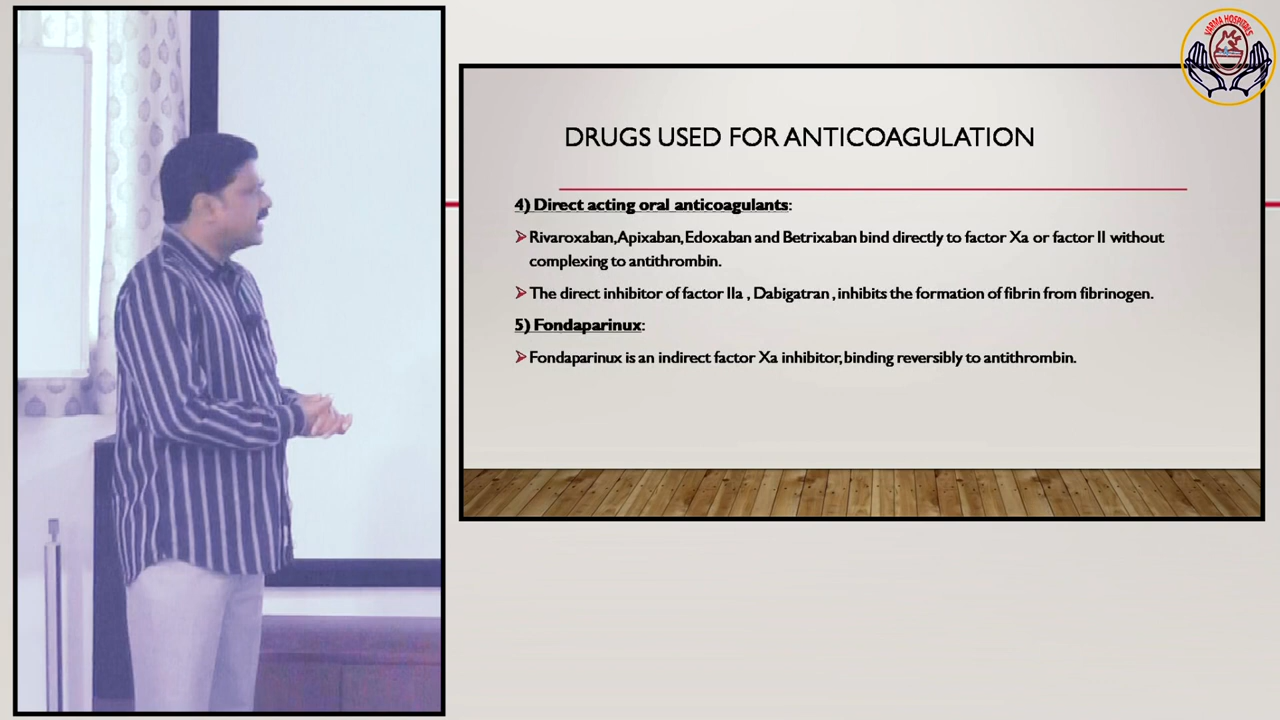 VARMA HOSPITALS
DRUGS USED FOR ANTICOAGULATION
4) Direct acting oral anticoagulants:
Rivaroxaban, Apixaban, Edoxaban and Betrixaban bind directly to factor Xa or factor II without
complexing to antithrombin.
The direct inhibitor of factor IIa , Dabigatran , inhibits the formation of fibrin from fibrinogen.
5) Fondaparinux:
Fondaparinux is an indirect factor Xa inhibitor, binding reversibly to antithrombin.